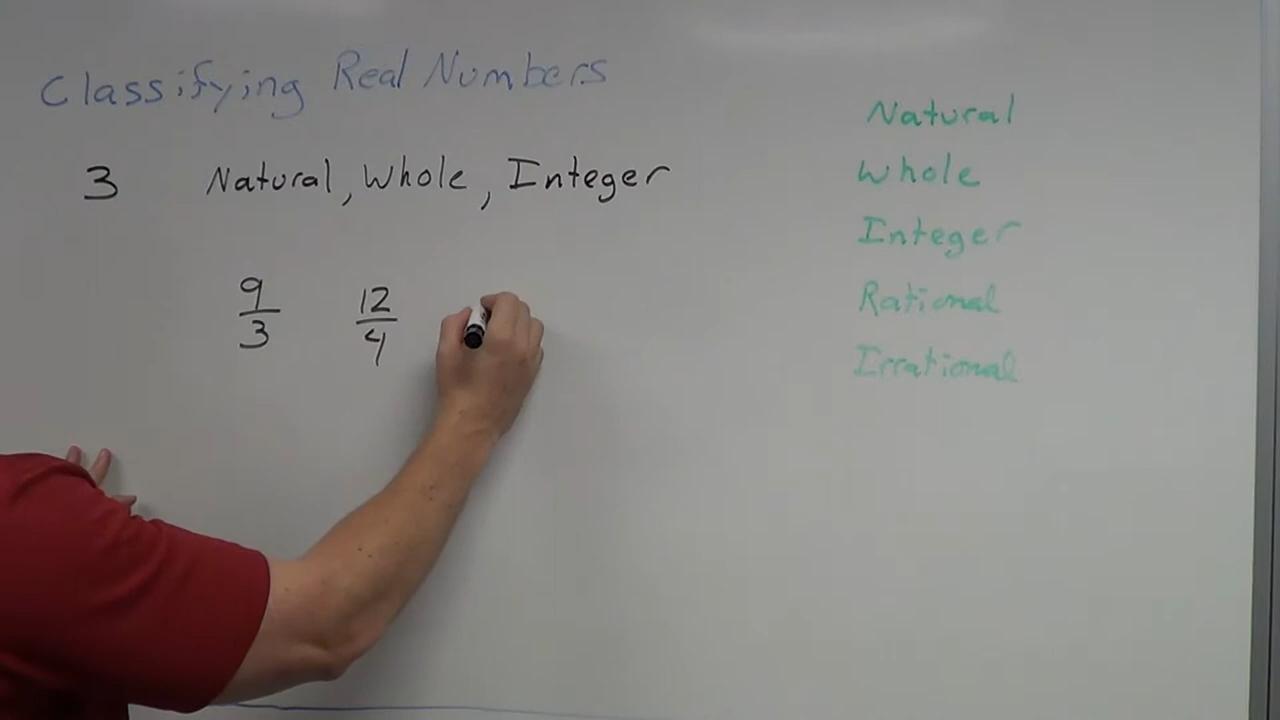 Classifying Real Numbers
3 Natural, Whole, Integer
9/3 12/4
Natural
Whole
Integer
Rational
Irrational